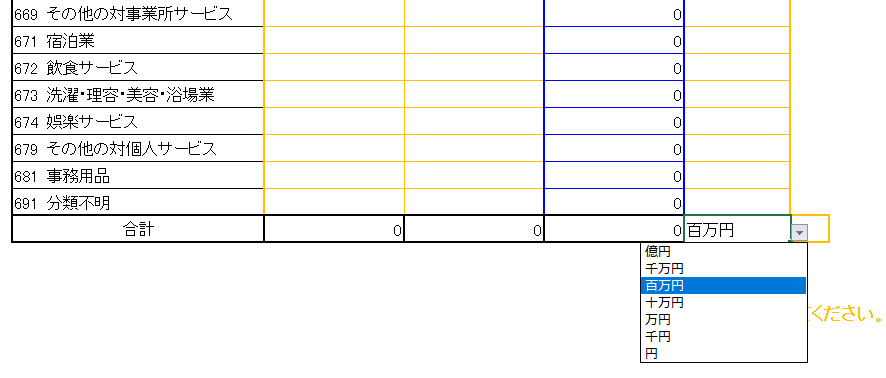 669 その他の対事業所サービス 0
671 宿泊業 0
672 飲食サービス 0
673 洗濯・理容・美容・浴場業 0
674 娯楽サービス 0
679 その他の対個人サービス 0
681 事務用品 0
691 分類不明 0
合計 0 0 0 百万円
億円
千万円
百万円
十万円
万円
千円
円
ください。